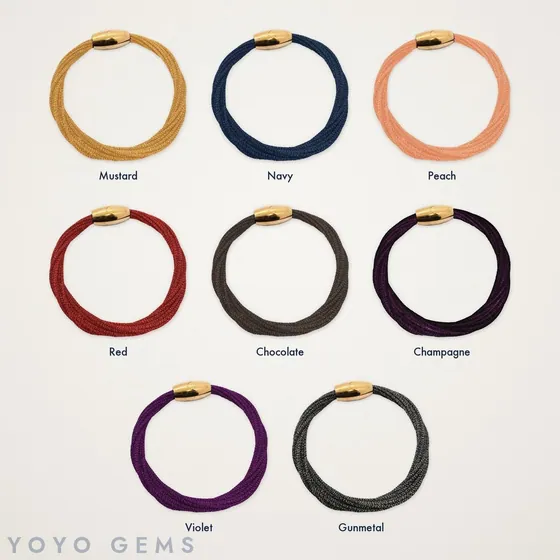 Mustard
Navy
Peach
Red
Chocolate
Champagne
Violet
Gunmetal
YOYO GEMS